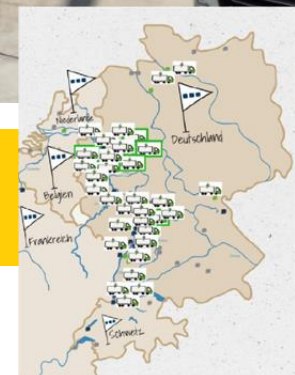 Niederlande
Deutschland
Belgien
Frankreich
Schweiz